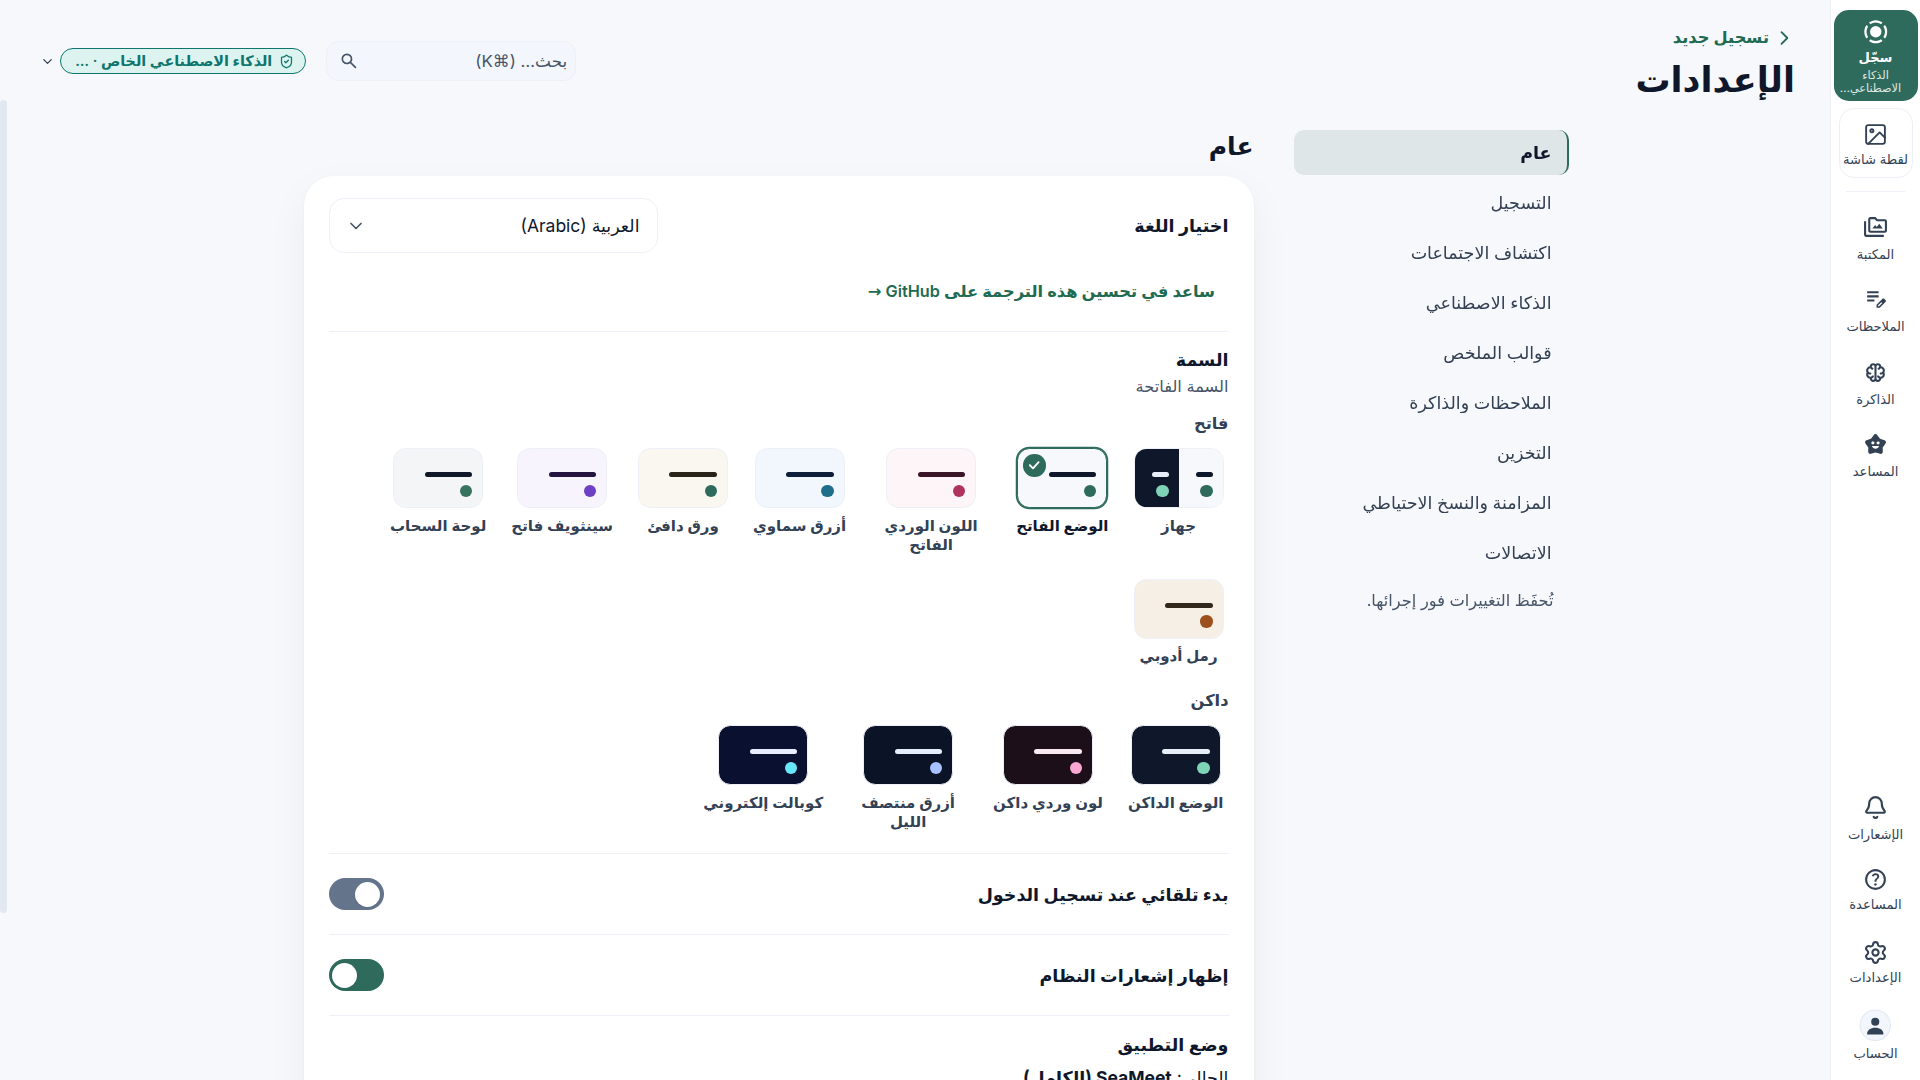 سجّل
الذكاء
الاصطناعي...
لقطة شاشة
المكتبة
الملاحظات
الذاكرة
المساعد
الإشعارات
المساعدة
الإعدادات
الحساب
تسجيل جديد
الإعدادات
بحث... (⌘K)
الذكاء الاصطناعي الخاص · ...
عام
التسجيل
اكتشاف الاجتماعات
الذكاء الاصطناعي
قوالب الملخص
الملاحظات والذاكرة
التخزين
المزامنة والنسخ الاحتياطي
الاتصالات
تُحفَظ التغييرات فور إجرائها.
عام
اختيار اللغة
العربية (Arabic)
ساعد في تحسين هذه الترجمة على GitHub →
السمة
السمة الفاتحة
فاتح
جهاز
الوضع الفاتح
اللون الوردي
الفاتح
أزرق سماوي
ورق دافئ
سينثويف فاتح
لوحة السحاب
رمل أدوبي
داكن
الوضع الداكن
لون وردي داكن
أزرق منتصف
الليل
كوبالت إلكتروني
بدء تلقائي عند تسجيل الدخول
إظهار إشعارات النظام
وضع التطبيق
الحالي: SeaMeet (الكامل)